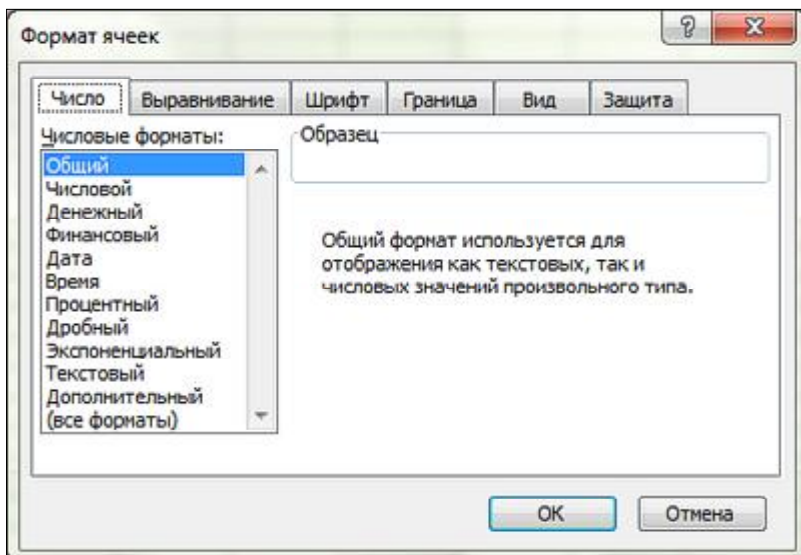 Формат ячеек
Число Выравнивание Шрифт Граница Вид Защита
Числовые форматы:
Образец
Общий
Числовой
Денежный
Финансовый
Дата
Время
Процентный
Дробный
Экспоненциальный
Текстовый
Дополнительный
(все форматы)
Общий формат используется для
отображения как текстовых, так и
числовых значений произвольного типа.
ОК Отмена